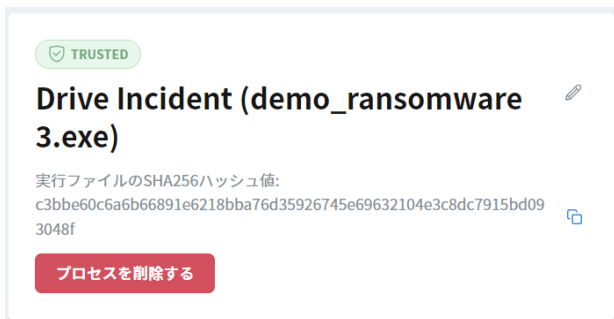 TRUSTED
Drive Incident (demo_ransomware
3.exe)
実行ファイルのSHA256ハッシュ値:
c3bbe60c6a6b66891e6218bba76d35926745e69632104e3c8dc7915bd09
3048f
プロセスを削除する